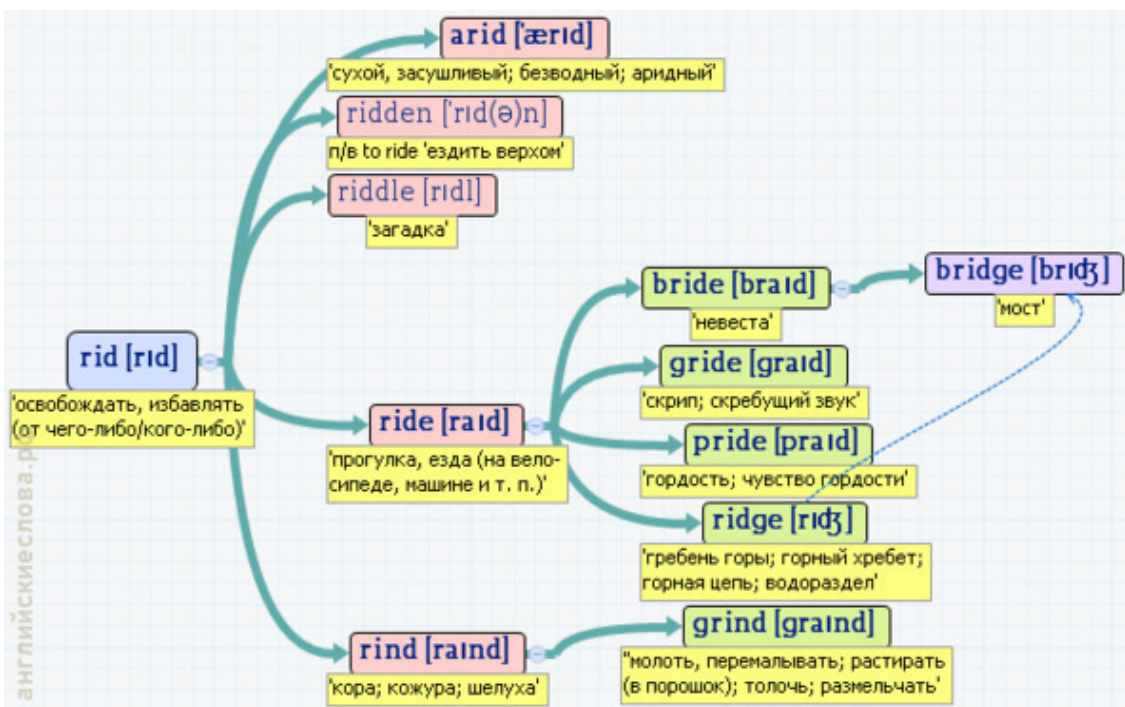 arid ['ærɪd]
'сухой, засушливый; безводный; аридный'
ridden ['rɪd(ə)n]
п/в to ride 'ездить верхом'
riddle [rɪdl]
'загадка'
bride [braɪd]
'невеста'
bridge [brɪʤ]
'мост'
rid [rɪd]
'освобождать, избавлять
(от чего-либо/кого-либо)'
gride [graɪd]
'скрип; скребущий звук'
ride [raɪd]
'прогулка, езда (на вело-
сипеде, машине и т. п.)'
pride [praɪd]
'гордость; чувство гордости'
ridge [rɪʤ]
'гребень горы; горный хребет;
горная цепь; водораздел'
rind [raɪnd]
'кора; кожура; шелуха'
grind [graɪnd]
"молоть, перемалывать; растирать
(в порошок); толочь; размельчать'
английскиеслова.рф